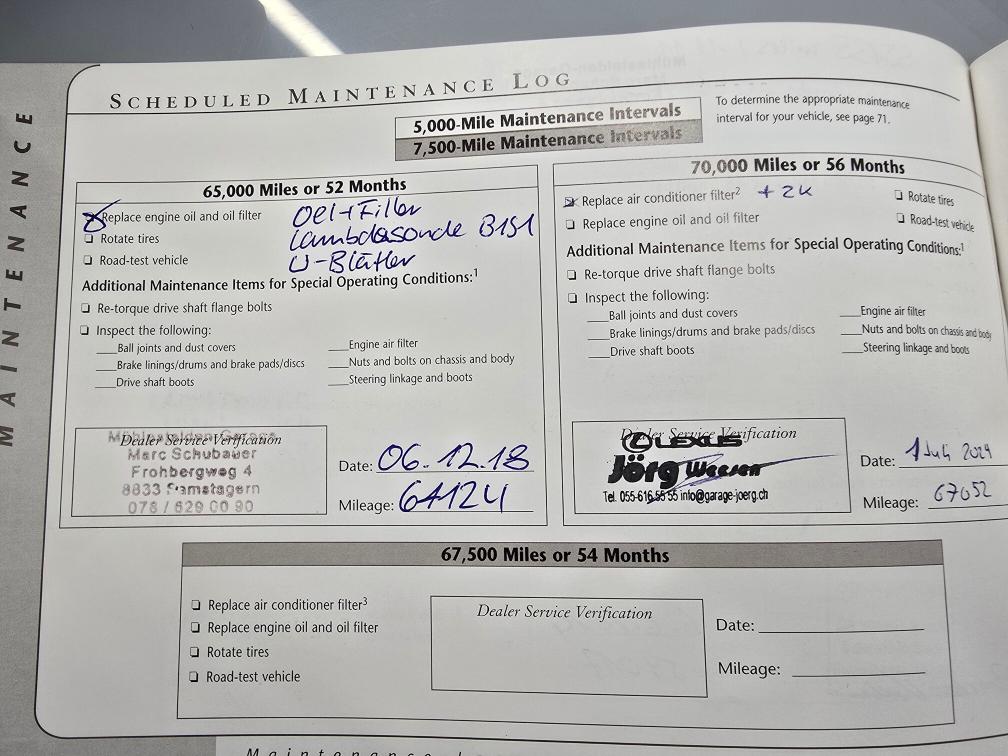 MAINTENANCE
SCHEDULED MAINTENANCE LOG
5,000-Mile Maintenance Intervals
7,500-Mile Maintenance Intervals
To determine the appropriate maintenance
interval for your vehicle, see page 71.
65,000 Miles or 52 Months
Replace engine oil and oil filter
Rotate tires
Road-test vehicle
Oel+Filter
Lambdasonde B1S1
U-Blätter
Additional Maintenance Items for Special Operating Conditions:1
Re-torque drive shaft flange bolts
Inspect the following:
Ball joints and dust covers
Brake linings/drums and brake pads/discs
Drive shaft boots
Engine air filter
Nuts and bolts on chassis and body
Steering linkage and boots
Dealer Service Verification
Marc Schubauer
Frohbergweg 4
8833 Samstagern
076 / 629 00 90
Date: 06.12.18
Mileage: 64124
70,000 Miles or 56 Months
Replace air conditioner filter2 + 2K
Replace engine oil and oil filter
Rotate tires
Road-test vehicle
Additional Maintenance Items for Special Operating Conditions:1
Re-torque drive shaft flange bolts
Inspect the following:
Ball joints and dust covers
Brake linings/drums and brake pads/discs
Drive shaft boots
Engine air filter
Nuts and bolts on chassis and body
Steering linkage and boots
Dealer Service Verification
LEXUS
Jörg Weesen
Tel. 055-616 55 55 info@garage-joerg.ch
Date: 1 Juli 2024
Mileage: 67052
67,500 Miles or 54 Months
Replace air conditioner filter3
Replace engine oil and oil filter
Rotate tires
Road-test vehicle
Dealer Service Verification
Date:
Mileage: